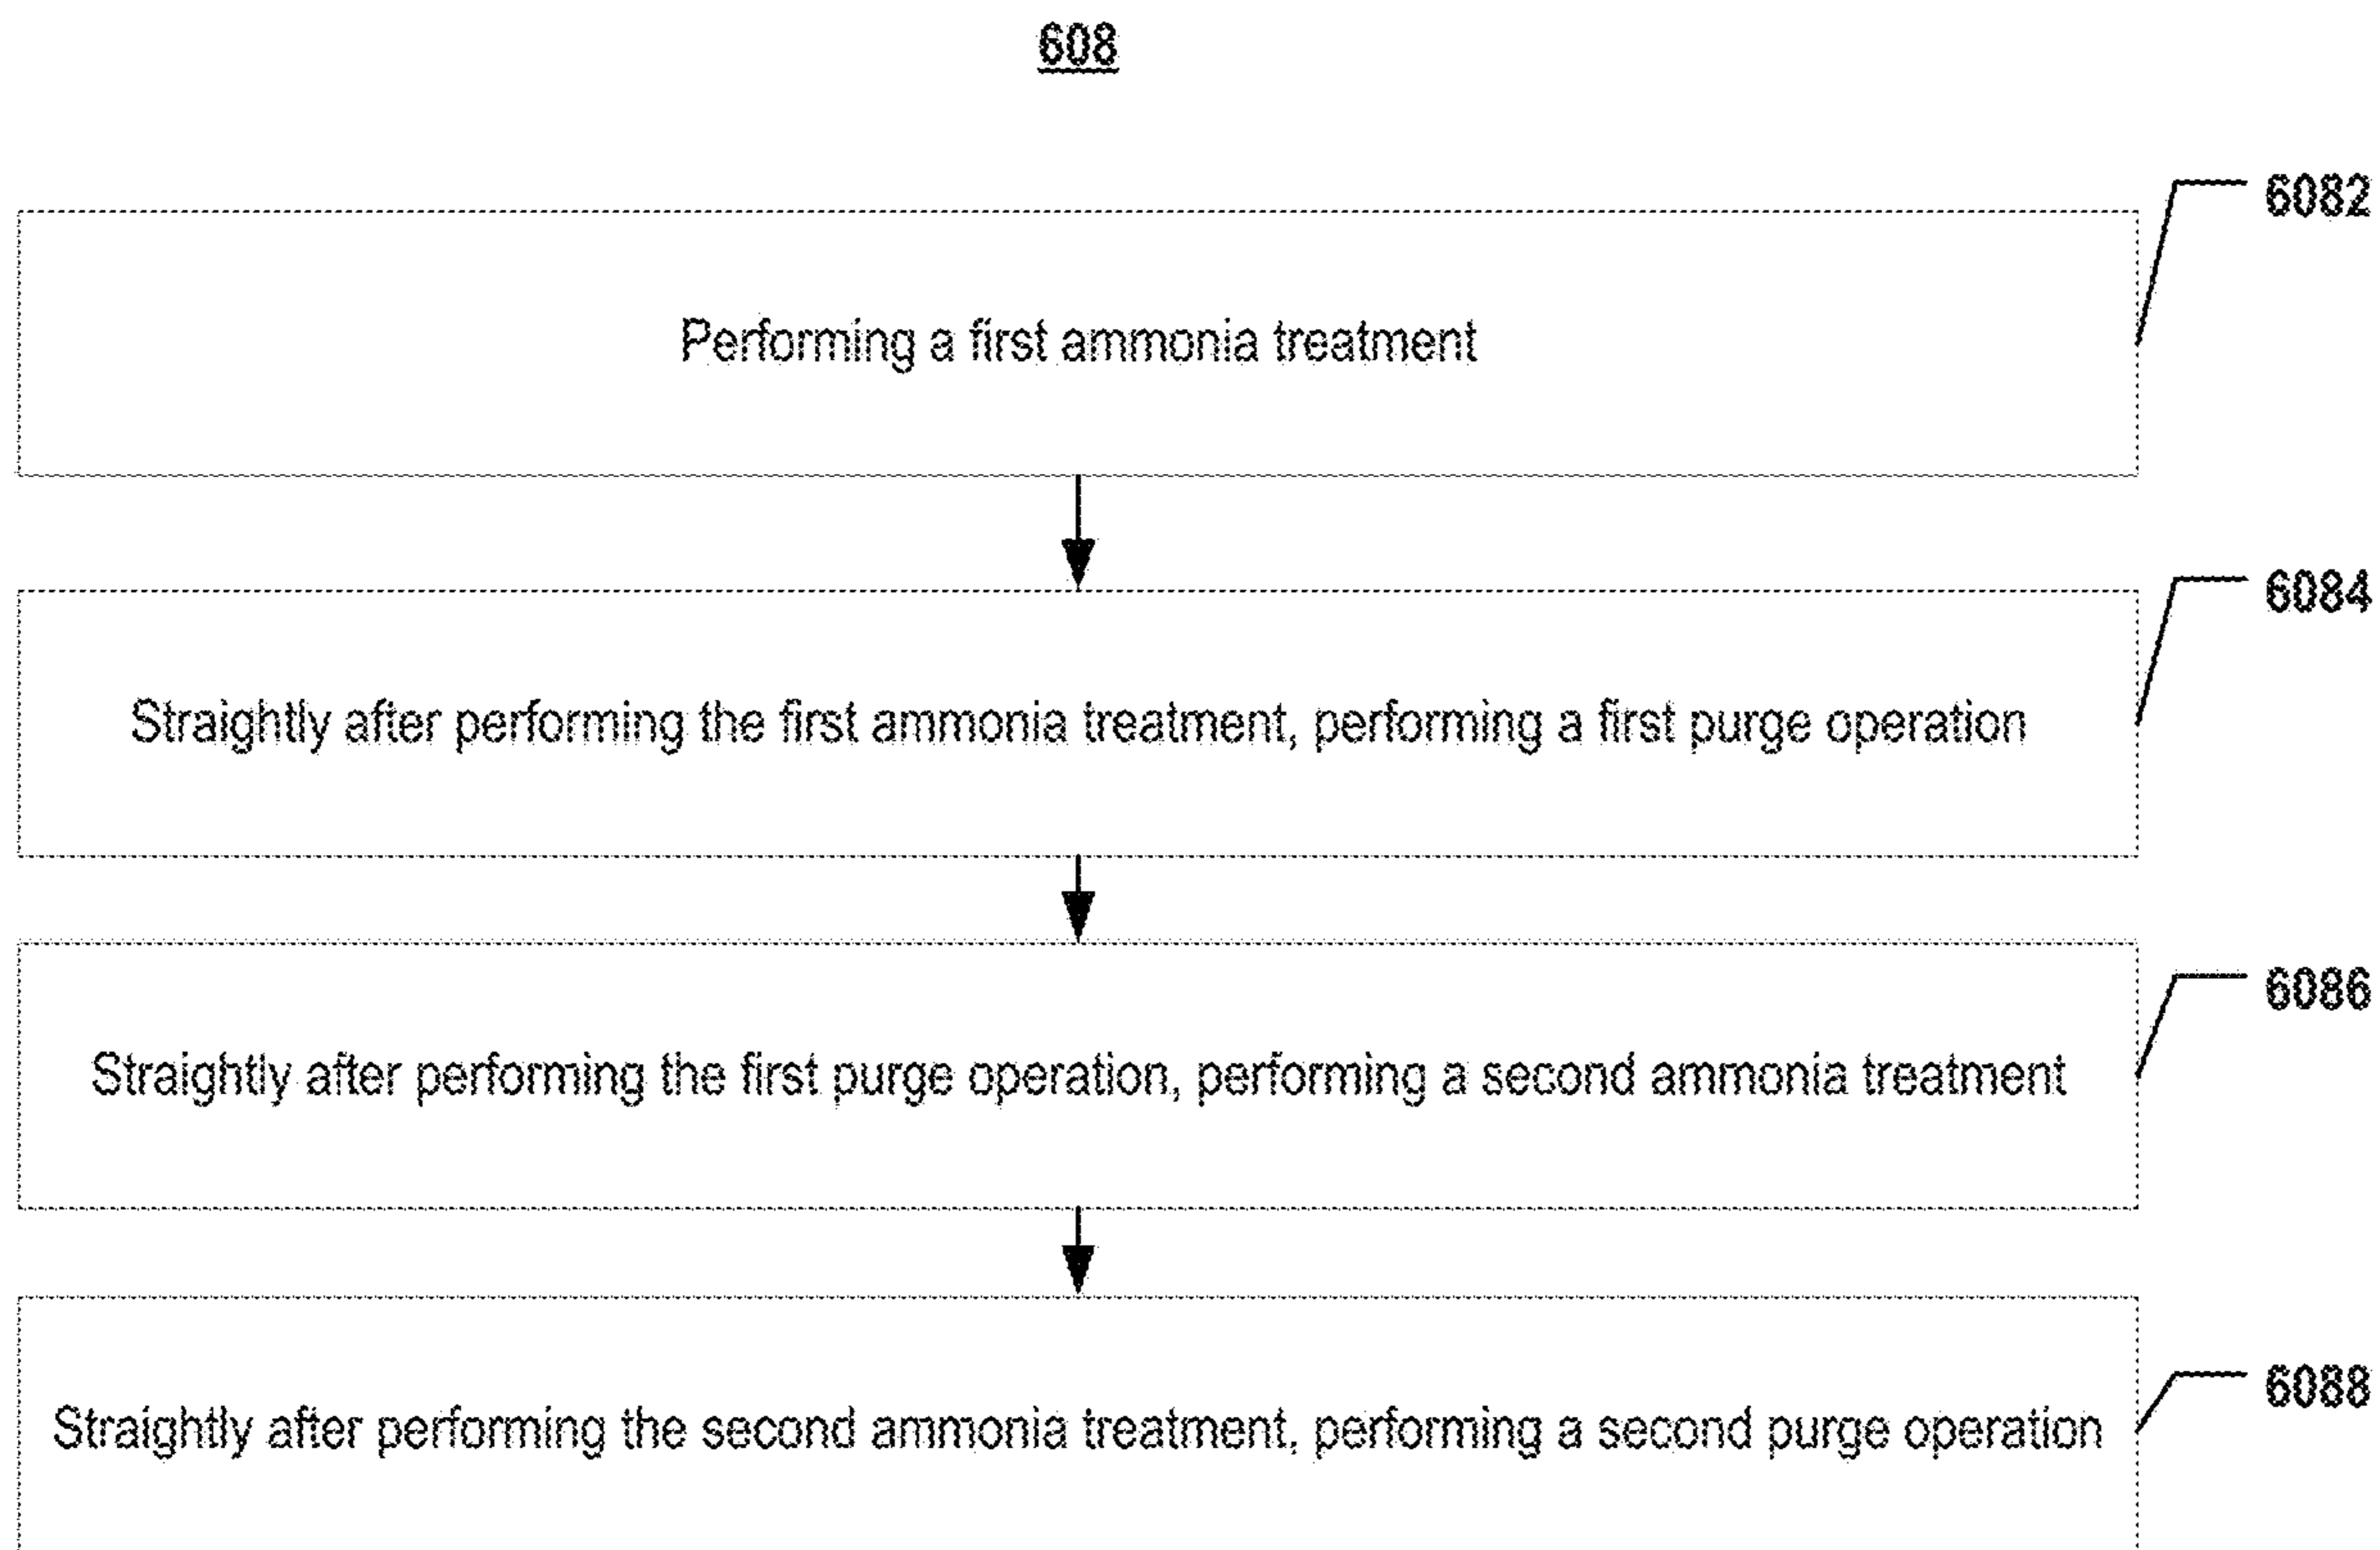 608
6082
Performing a first ammonia treatment
6084
Straightly after performing the first ammonia treatment, performing a first purge operation
6086
Straightly after performing the first purge operation, performing a second ammonia treatment
6088
Straightly after performing the second ammonia treatment, performing a second purge operation